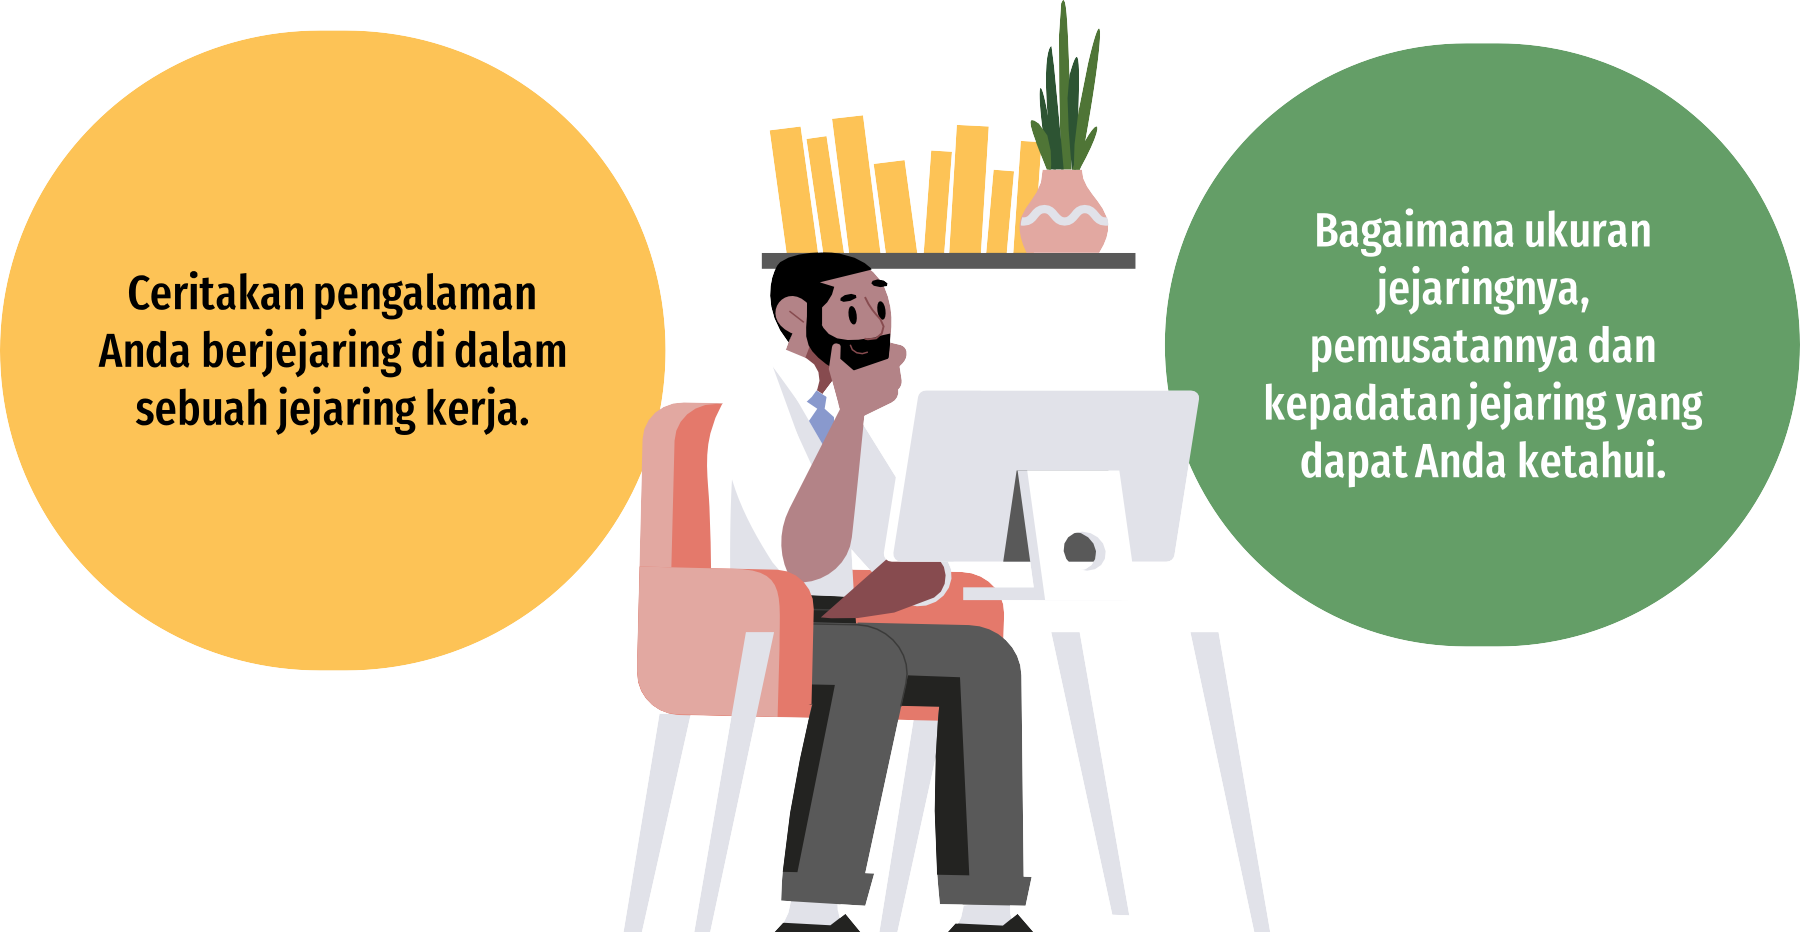 Ceritakan pengalaman
Anda berjejaring di dalam
sebuah jejaring kerja.
Bagaimana ukuran
jejaringnya,
pemusatannya dan
kepadatan jejaring yang
dapat Anda ketahui.